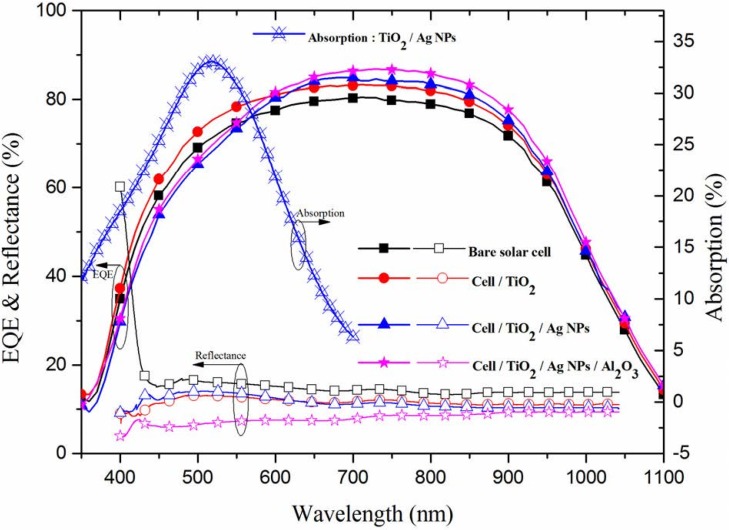 Absorption : TiO2 / Ag NPs
Absorption
EQE
Reflectance
Bare solar cell
Cell / TiO2
Cell / TiO2 / Ag NPs
Cell / TiO2 / Ag NPs / Al2O3
EQE & Reflectance (%)
100
80
60
40
20
0
Absorption (%)
35
30
25
20
15
10
5
0
-5
400 500 600 700 800 900 1000 1100
Wavelength (nm)